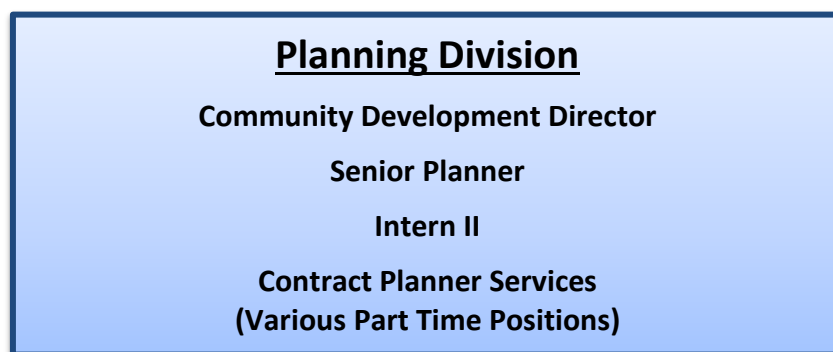 Planning Division
Community Development Director
Senior Planner
Intern II
Contract Planner Services
(Various Part Time Positions)